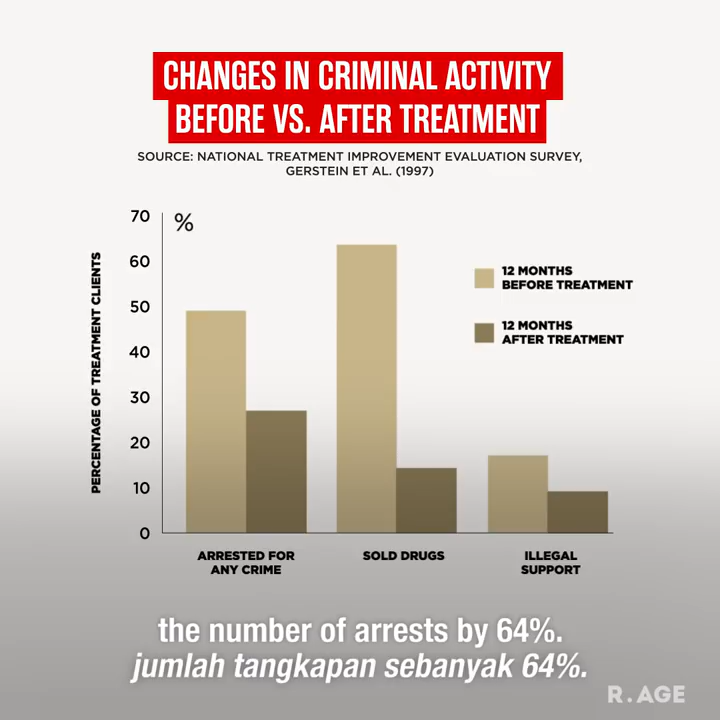 CHANGES IN CRIMINAL ACTIVITY
BEFORE VS. AFTER TREATMENT
SOURCE: NATIONAL TREATMENT IMPROVEMENT EVALUATION SURVEY,
GERSTEIN ET AL. (1997)
%
70
60
50
40
30
20
10
0
PERCENTAGE OF TREATMENT CLIENTS
12 MONTHS
BEFORE TREATMENT
12 MONTHS
AFTER TREATMENT
ARRESTED FOR
ANY CRIME
SOLD DRUGS
ILLEGAL
SUPPORT
the number of arrests by 64%.
jumlah tangkapan sebanyak 64%.
R.AGE